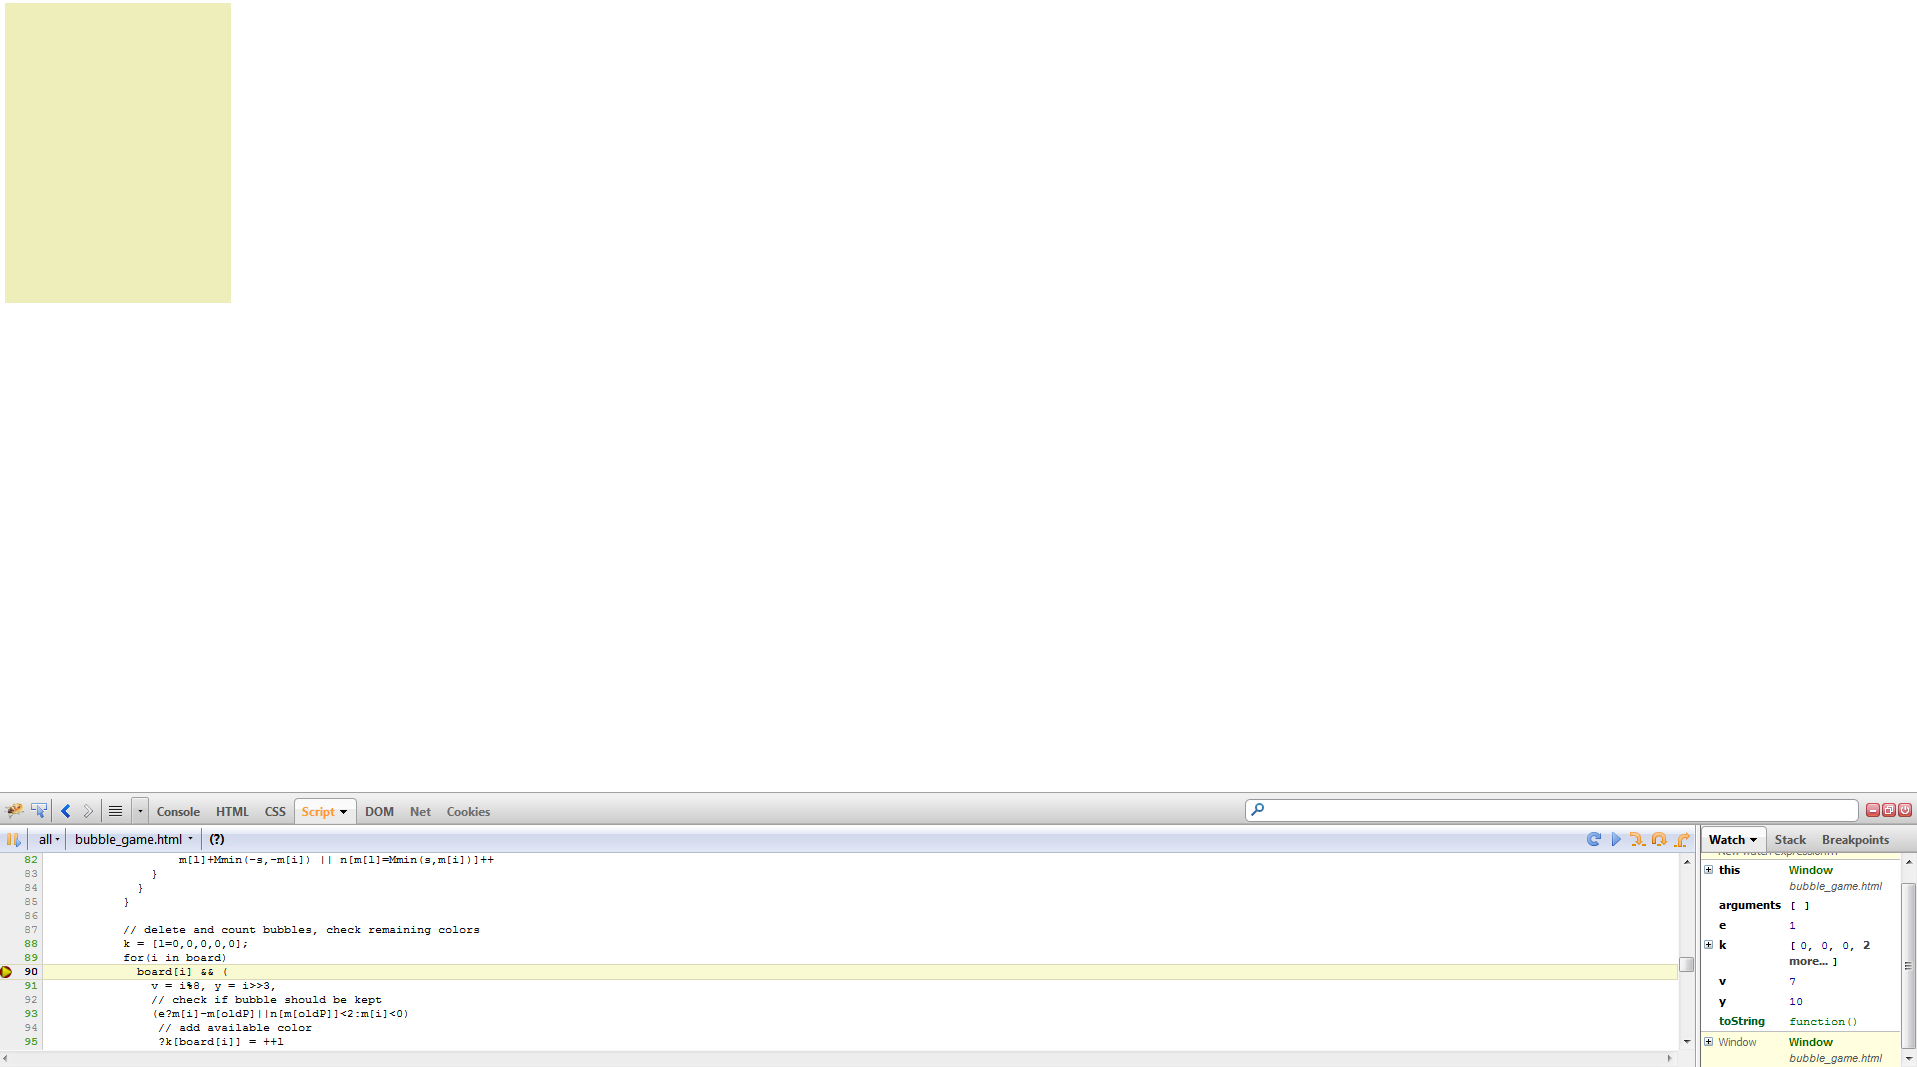 Console HTML CSS Script DOM Net Cookies
all bubble_game.html (?)
Watch Stack Breakpoints
82 m[l]+Mmin(-s,-m[i]) || n[m[l]=Mmin(s,m[i])]++
83 }
84 }
85 }
86
87 // delete and count bubbles, check remaining colors
88 k = [l=0,0,0,0,0];
89 for(i in board)
90 board[i] && (
91 v = i%8, y = i>>3,
92 // check if bubble should be kept
93 (e?m[i]-m[oldP]||n[m[oldP]]<2:m[i]<0)
94 // add available color
95 ?k[board[i]] = ++l
this Window
bubble_game.html
arguments [ ]
e 1
k [ 0, 0, 0, 2
more... ]
v 7
y 10
toString function()
Window Window
bubble_game.html